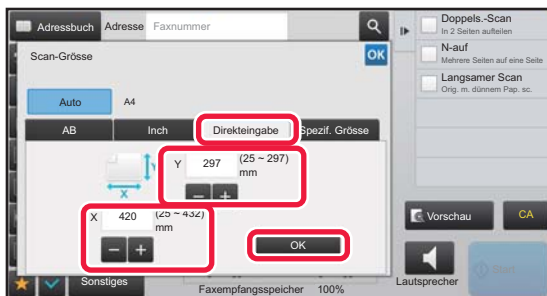 Adressbuch Adresse Faxnummer
Scan-Grösse OK
Auto A4
AB Inch Direkteingabe Spezif. Grösse
Y 297 (25 ~ 297) mm
Y
X
− +
X 420 (25 ~ 432) mm
− +
OK
Sonstiges
Faxempfangsspeicher 100%
Doppels.-Scan
In 2 Seiten aufteilen
N-auf
Mehrere Seiten auf eine Seite
Langsamer Scan
Orig. m. dünnem Pap. sc.
Vorschau CA
Lautsprecher
Start